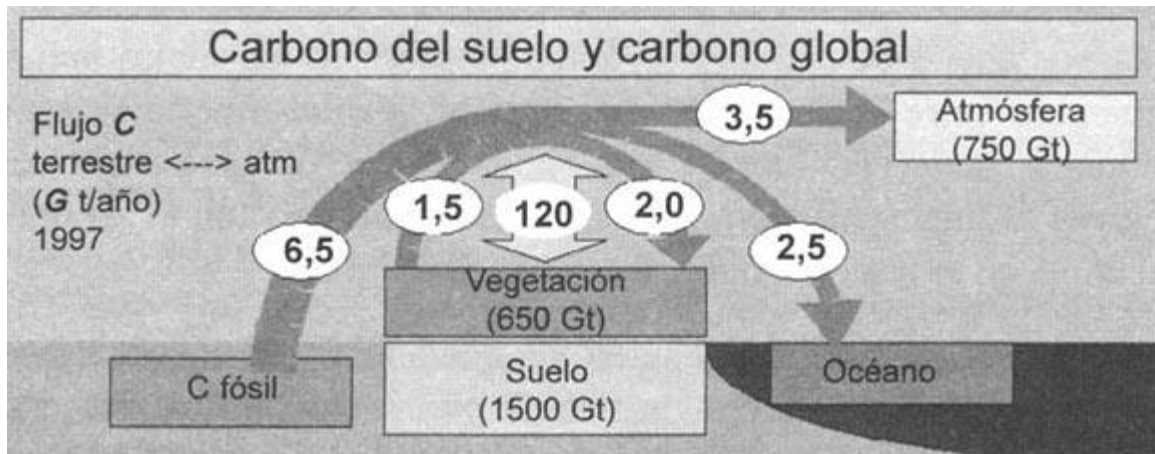 Carbono del suelo y carbono global
Flujo C
terrestre <---> atm
(G t/año)
1997
3,5
Atmósfera
(750 Gt)
1,5
120
2,0
6,5
2,5
Vegetación
(650 Gt)
C fósil
Suelo
(1500 Gt)
Océano